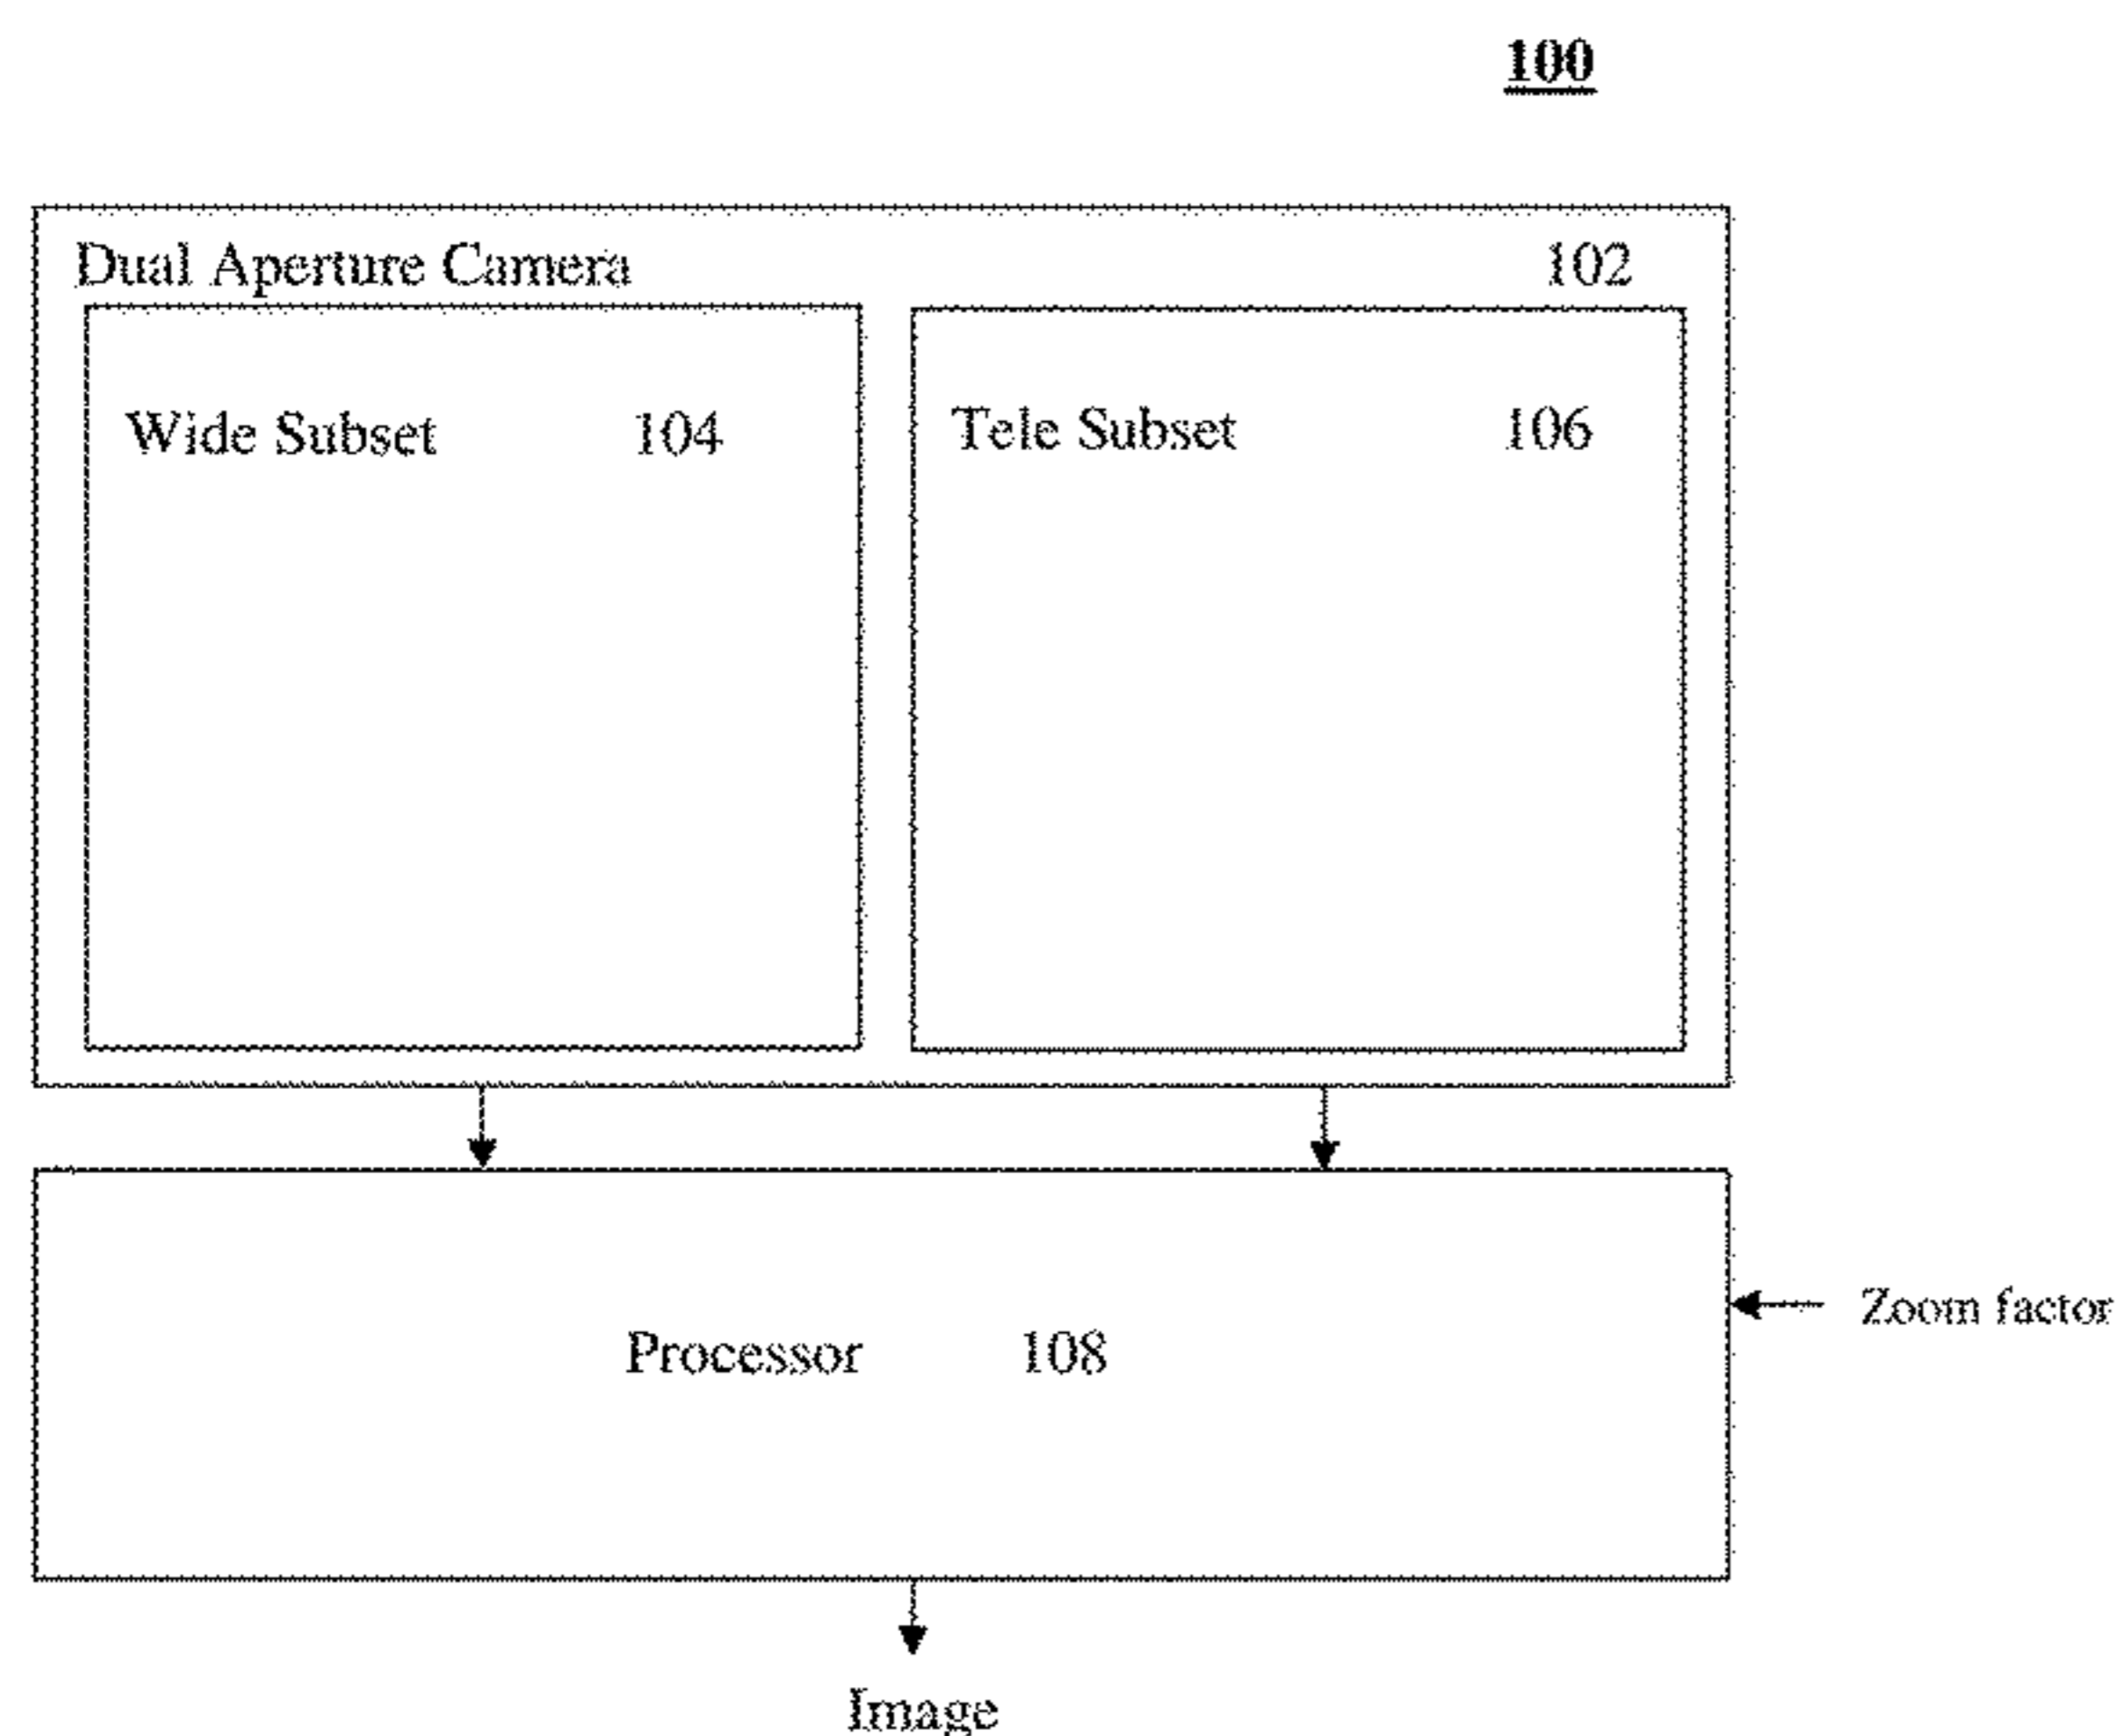 100
Dual Aperture Camera 102
Wide Subset 104
Tele Subset 106
Processor 108
Zoom factor
Image